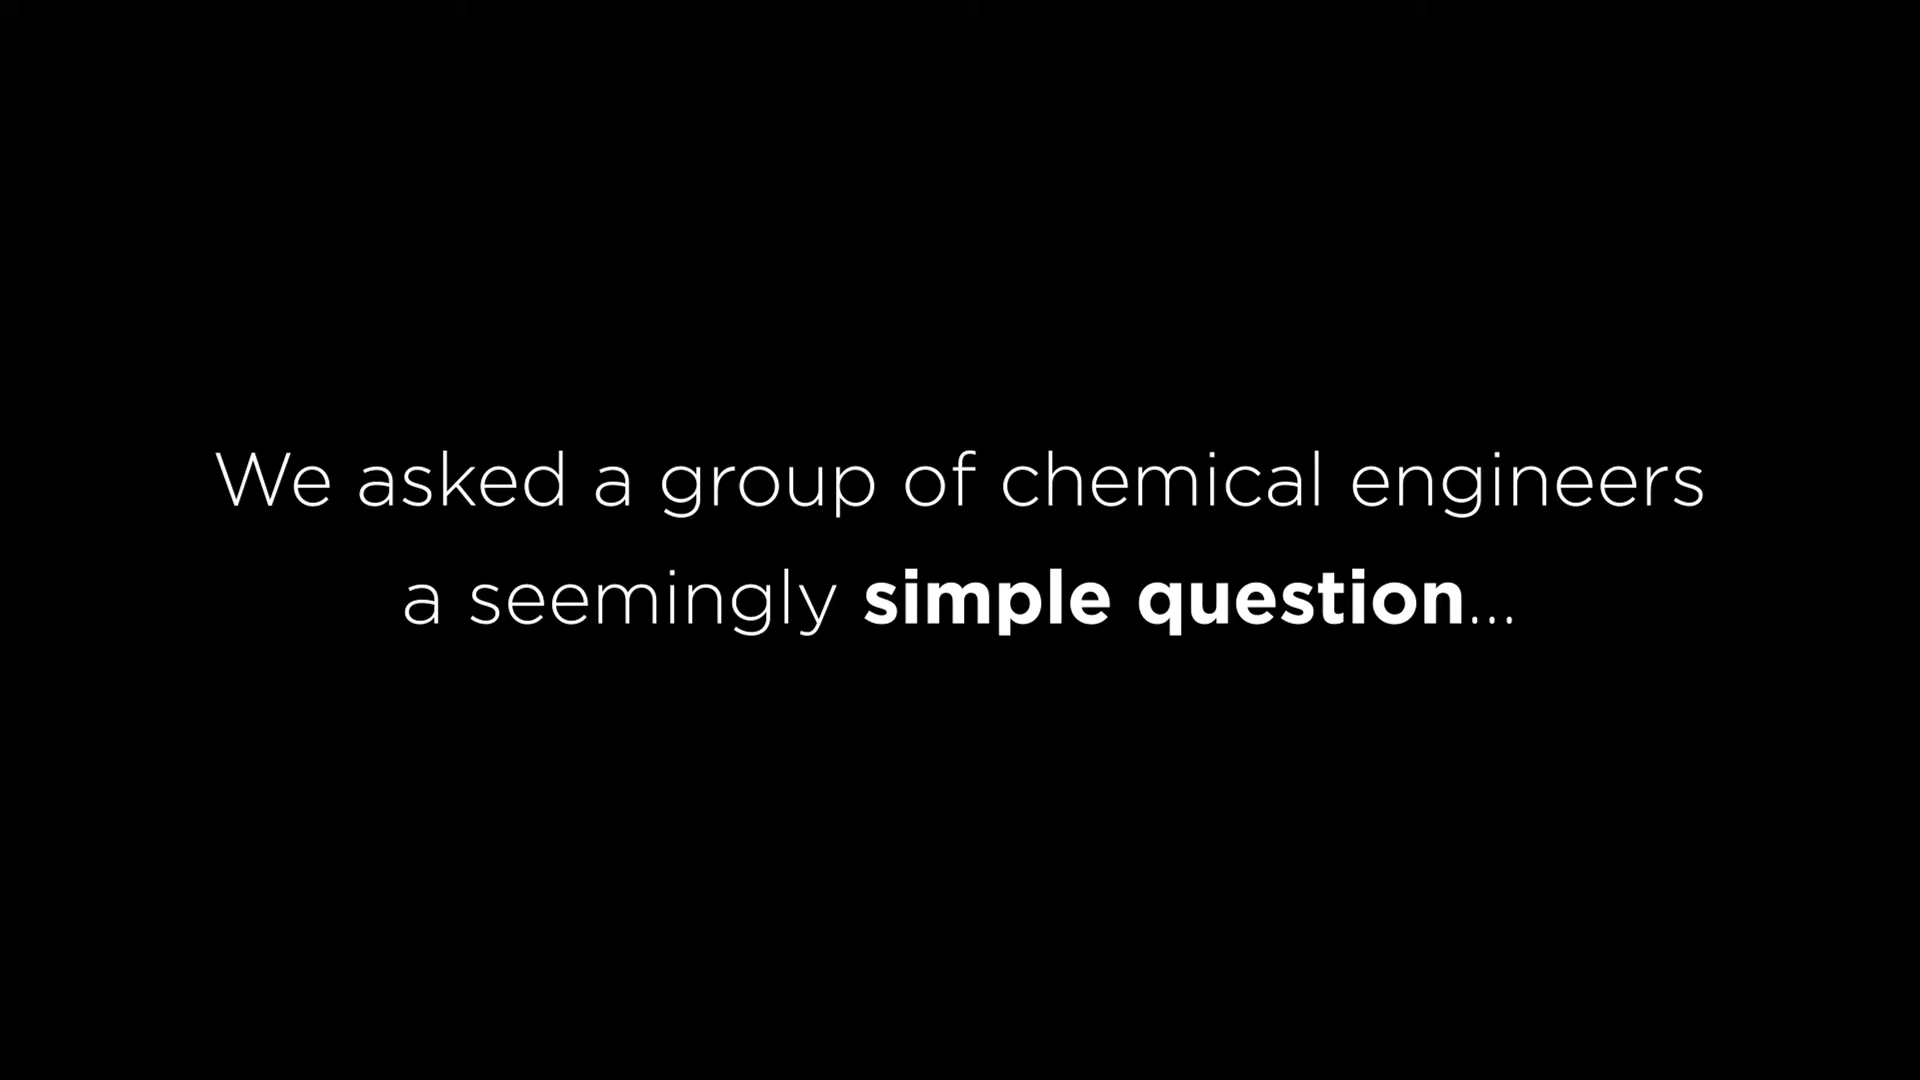 We asked a group of chemical engineers
a seemingly simple question...